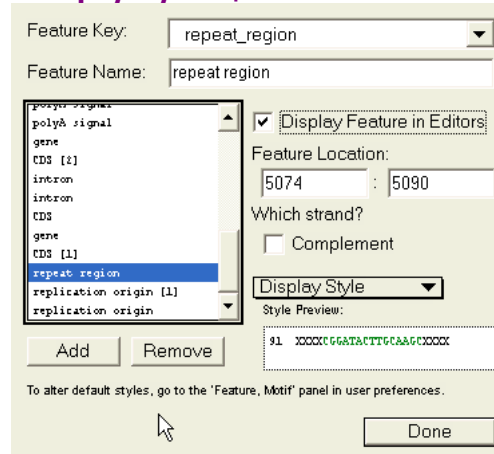 Feature Key: repeat_region
Feature Name: repeat region
polyA signal
polyA signal
gene
CDS [2]
intron
intron
CDS
gene
CDS [1]
repeat region
replication origin [1]
replication origin
Display Feature in Editors
Feature Location:
5074 : 5090
Which strand?
Complement
Display Style
Style Preview:
91 XXXXCGGATACTTGCAAGCXXXX
Add Remove
To alter default styles, go to the 'Feature, Motif' panel in user preferences.
Done